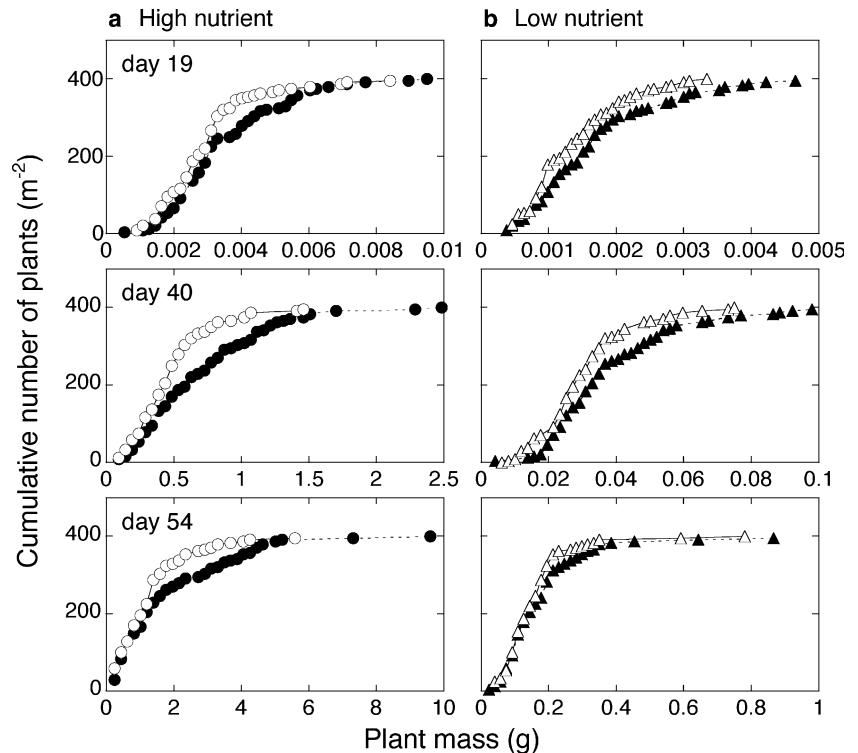 a High nutrient
b Low nutrient
day 19
400
200
0
0 0.002 0.004 0.006 0.008 0.01
0 0.001 0.002 0.003 0.004 0.005
day 40
400
200
0
0 0.5 1 1.5 2 2.5
0 0.02 0.04 0.06 0.08 0.1
day 54
400
200
0
0 2 4 6 8 10
0 0.2 0.4 0.6 0.8 1
Cumulative number of plants (m⁻²)
Plant mass (g)